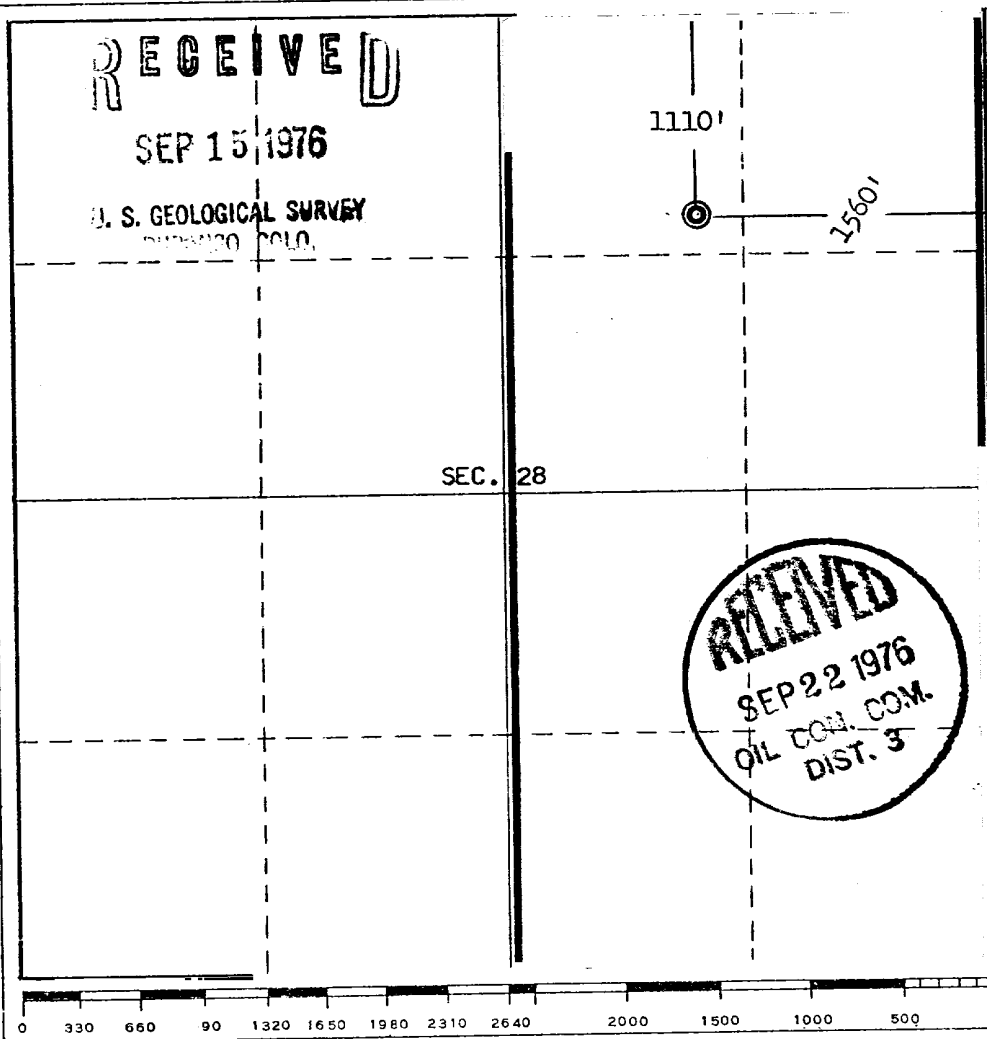 RECEIVED
SEP 15 1976
U. S. GEOLOGICAL SURVEY
COLO.
1110'
1560'
SEC. 28
RECEIVED
SEP 22 1976
OIL CON. COM.
DIST. 3
0 330 660 90 1320 1650 1980 2310 2640 2000 1500 1000 500